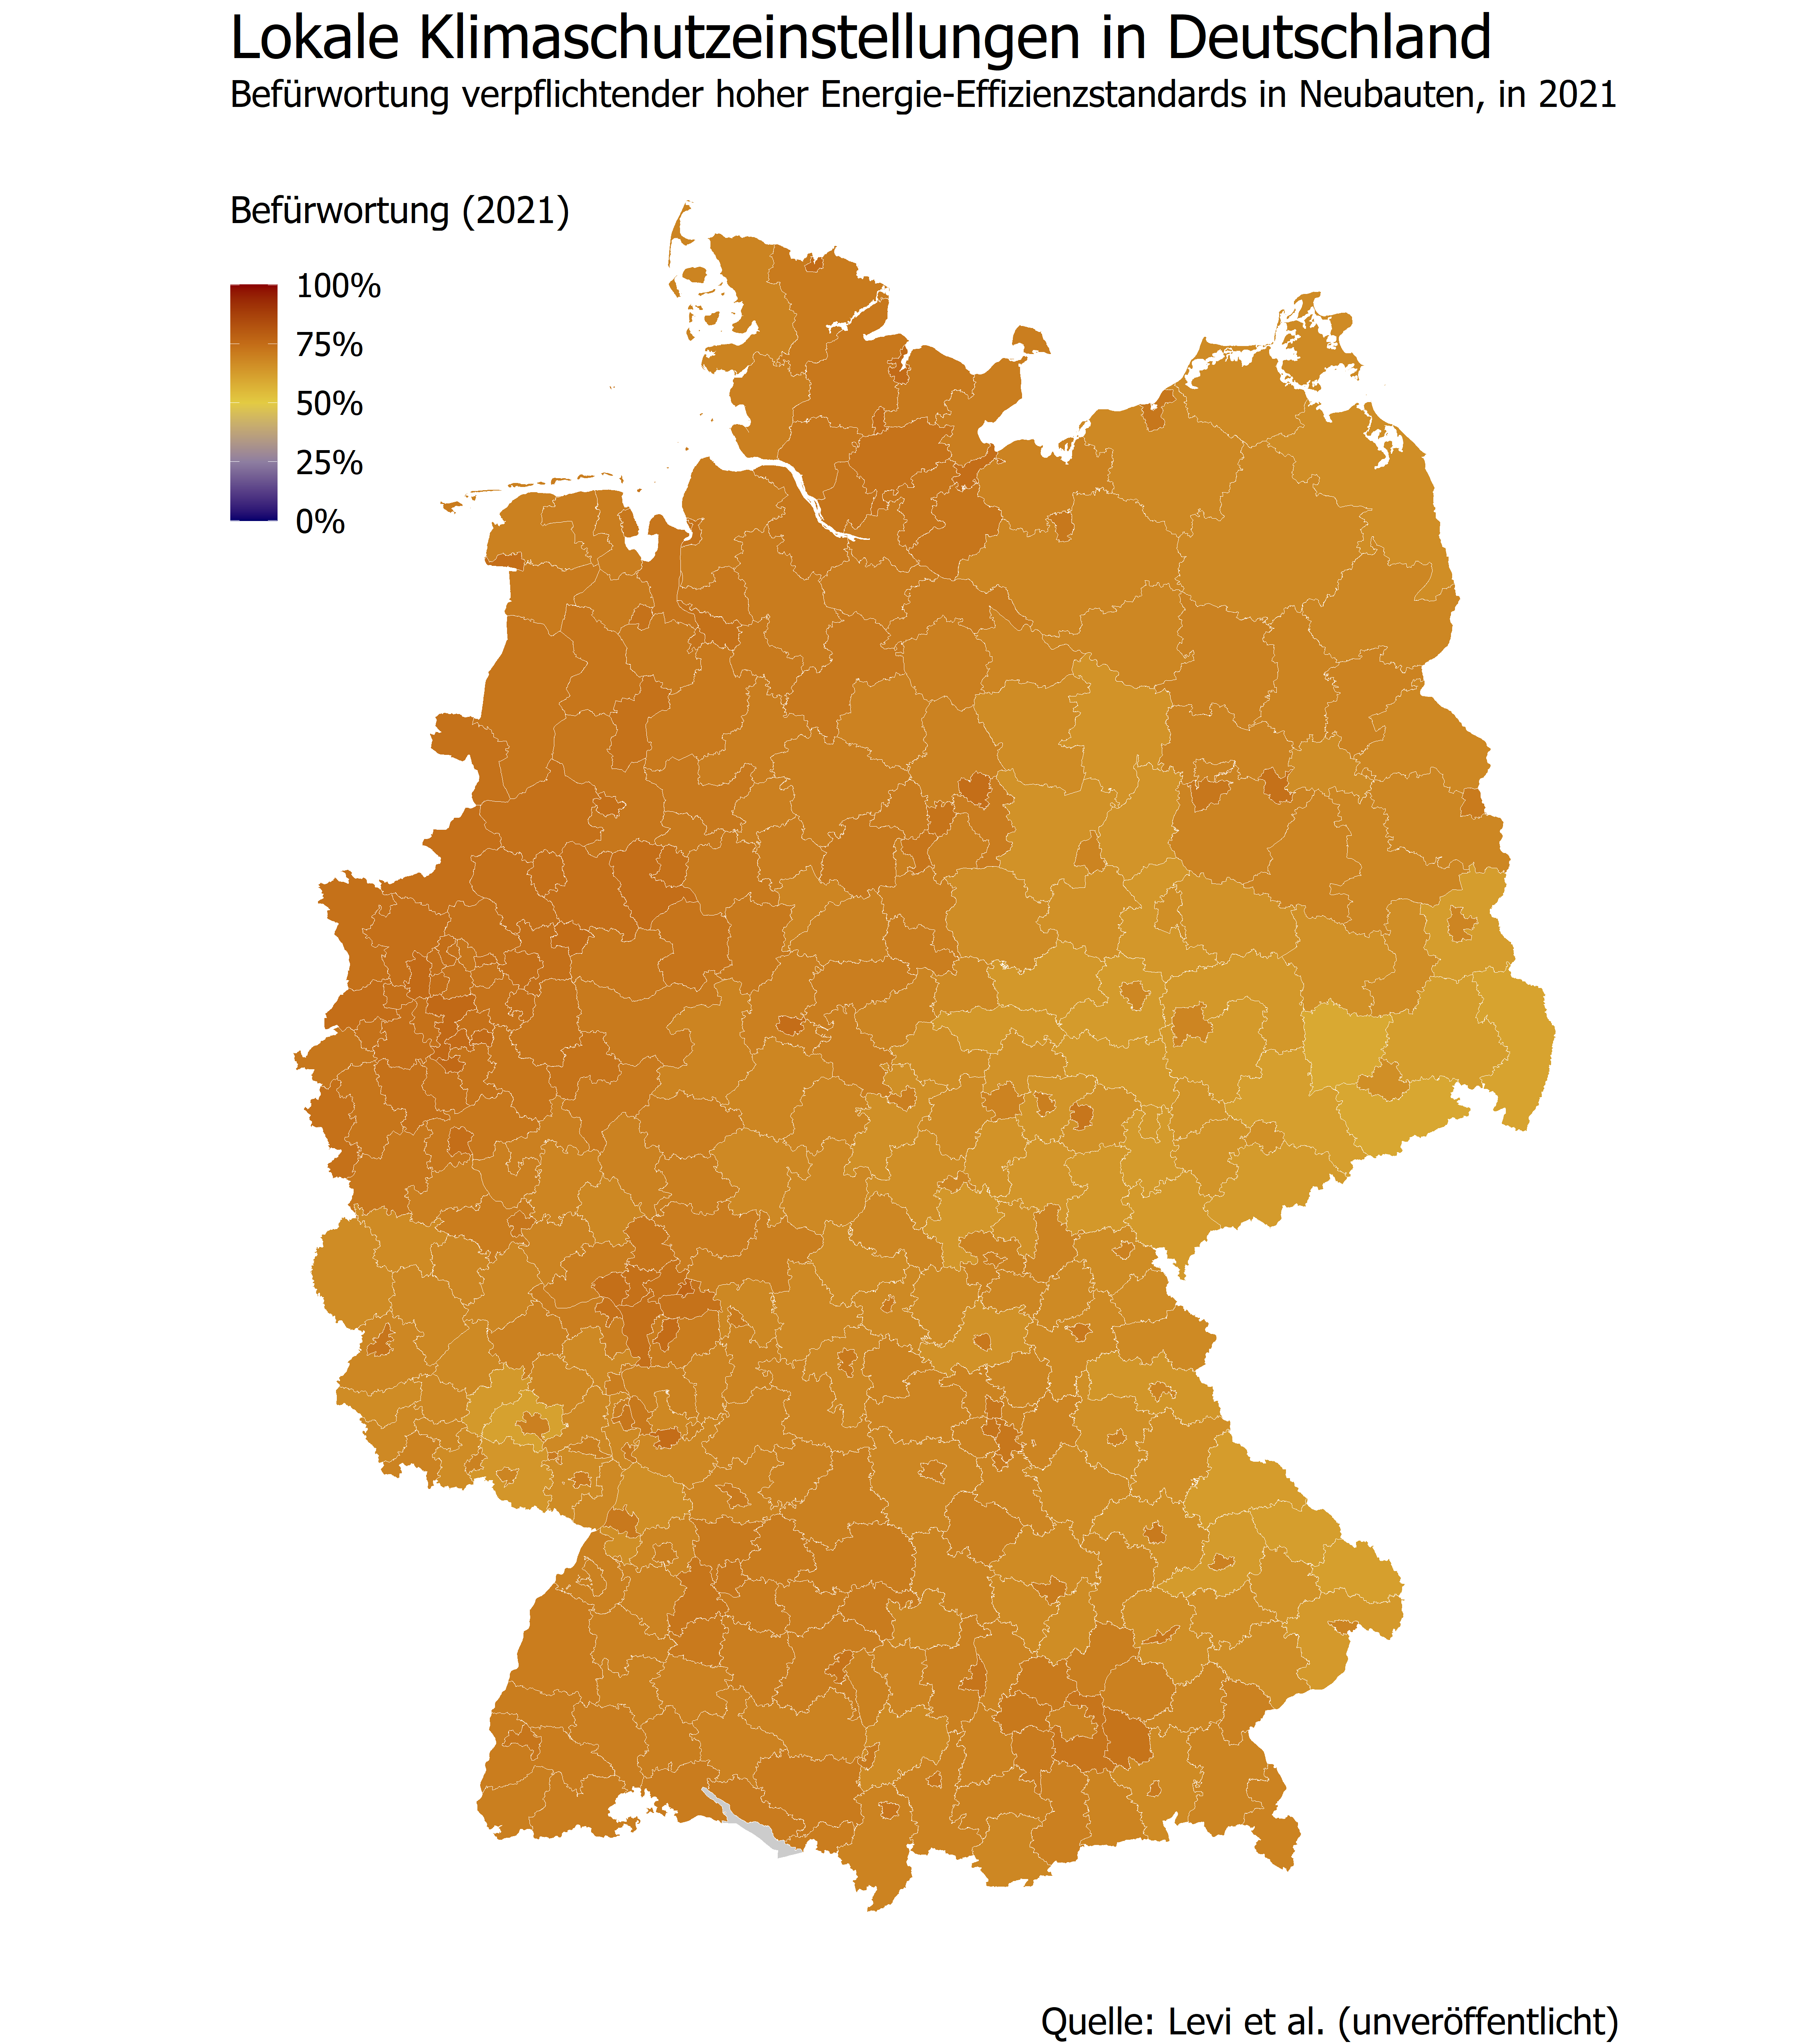 Lokale Klimaschutzeinstellungen in Deutschland
Befürwortung verpflichtender hoher Energie-Effizienzstandards in Neubauten, in 2021
Befürwortung (2021)
100%
75%
50%
25%
0%
Quelle: Levi et al. (unveröffentlicht)